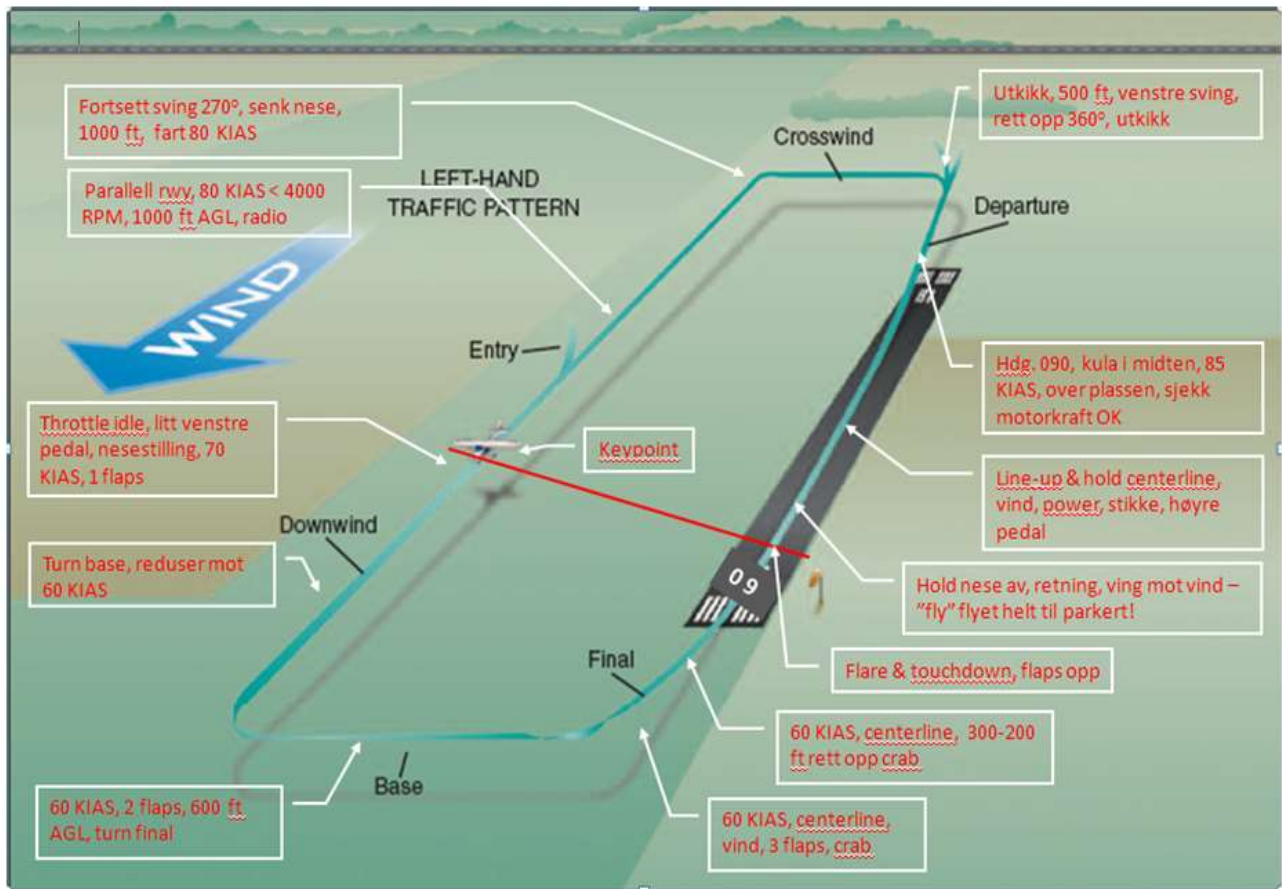 Fortsett sving 270°, senk nese,
1000 ft, fart 80 KIAS
Utkikk, 500 ft, venstre sving,
rett opp 360°, utkikk
Crosswind
Parallell rwy, 80 KIAS < 4000
RPM, 1000 ft AGL, radio
LEFT-HAND
TRAFFIC PATTERN
Departure
WIND
Entry
Hdg. 090, kula i midten, 85
KIAS, over plassen, sjekk
motorkraft OK
Throttle idle, litt venstre
pedal, nesestilling, 70
KIAS, 1 flaps
Keypoint
Line-up & hold centerline,
vind, power, stikke, høyre
pedal
Downwind
Turn base, reduser mot
60 KIAS
09
Hold nese av, retning, ving mot vind –
"fly" flyet helt til parkert!
Final
Flare & touchdown, flaps opp
60 KIAS, centerline, 300-200
ft rett opp crab
Base
60 KIAS, 2 flaps, 600 ft
AGL, turn final
60 KIAS, centerline,
vind, 3 flaps, crab